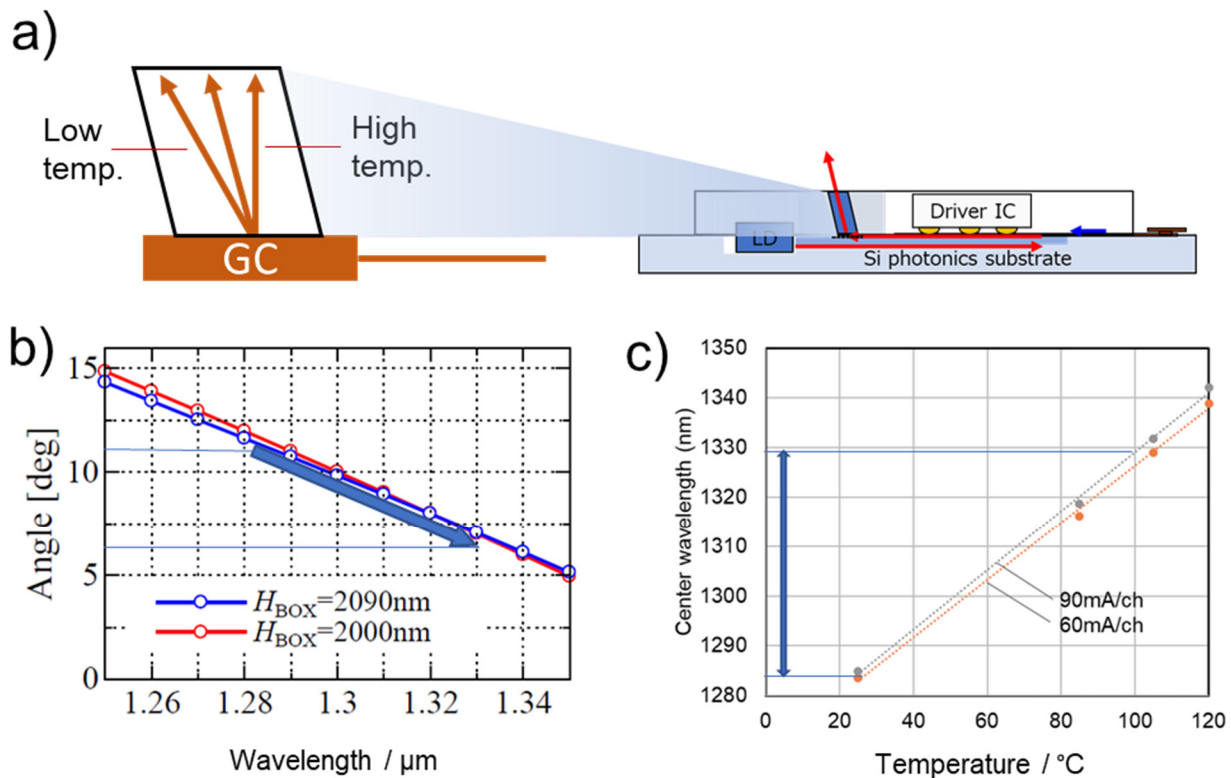 a)
Low
temp.
High
temp.
GC
Driver IC
LD
Si photonics substrate
b)
15
10
5
0
Angle [deg]
H_BOX=2090nm
H_BOX=2000nm
1.26 1.28 1.3 1.32 1.34
Wavelength / µm
c)
1350
1340
1330
1320
1310
1300
1290
1280
Center wavelength (nm)
90mA/ch
60mA/ch
0 20 40 60 80 100 120
Temperature / °C